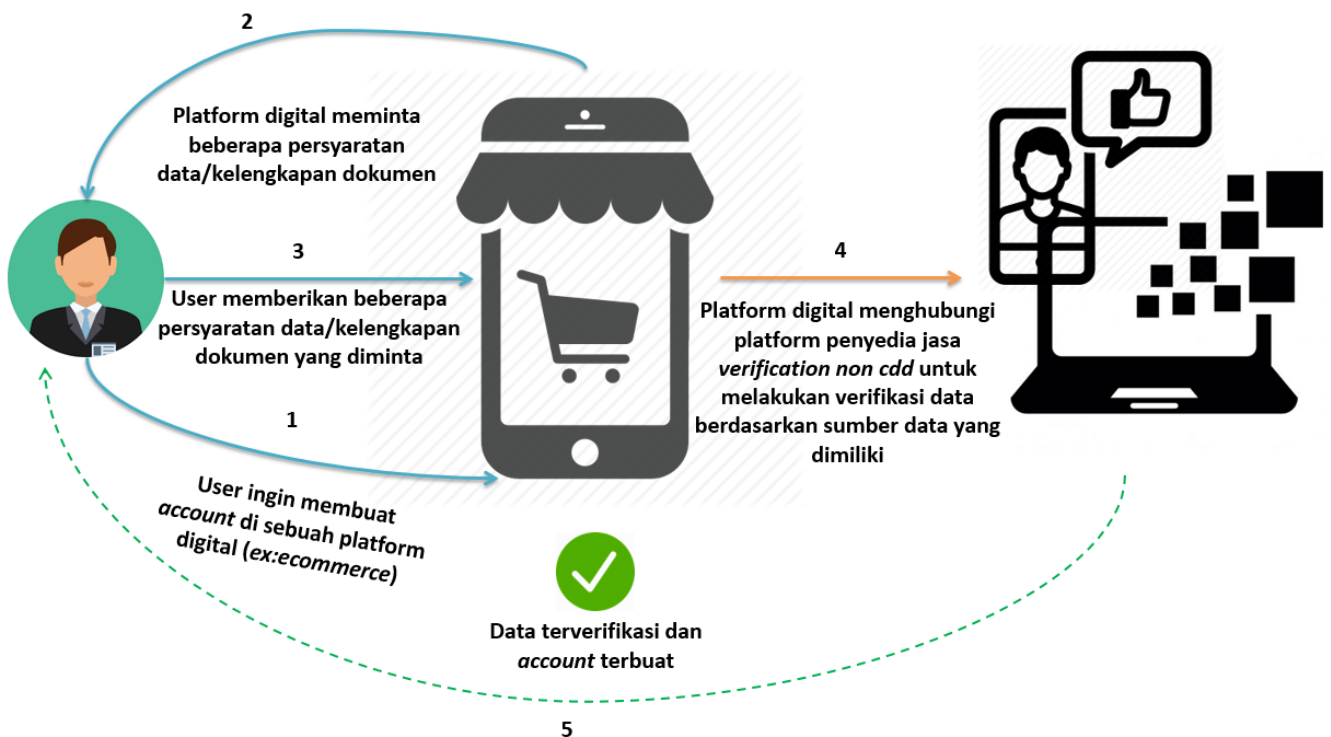 2
Platform digital meminta
beberapa persyaratan
data/kelengkapan dokumen
3
User memberikan beberapa
persyaratan data/kelengkapan
dokumen yang diminta
4
Platform digital menghubungi
platform penyedia jasa
verification non cdd untuk
melakukan verifikasi data
berdasarkan sumber data yang
dimiliki
1
User ingin membuat
account di sebuah platform
digital (ex:ecommerce)
Data terverifikasi dan
account terbuat
5